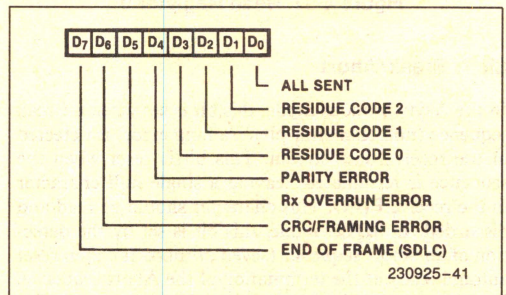 D7 D6 D5 D4 D3 D2 D1 D0
ALL SENT
RESIDUE CODE 2
RESIDUE CODE 1
RESIDUE CODE 0
PARITY ERROR
Rx OVERRUN ERROR
CRC/FRAMING ERROR
END OF FRAME (SDLC)
230925-41